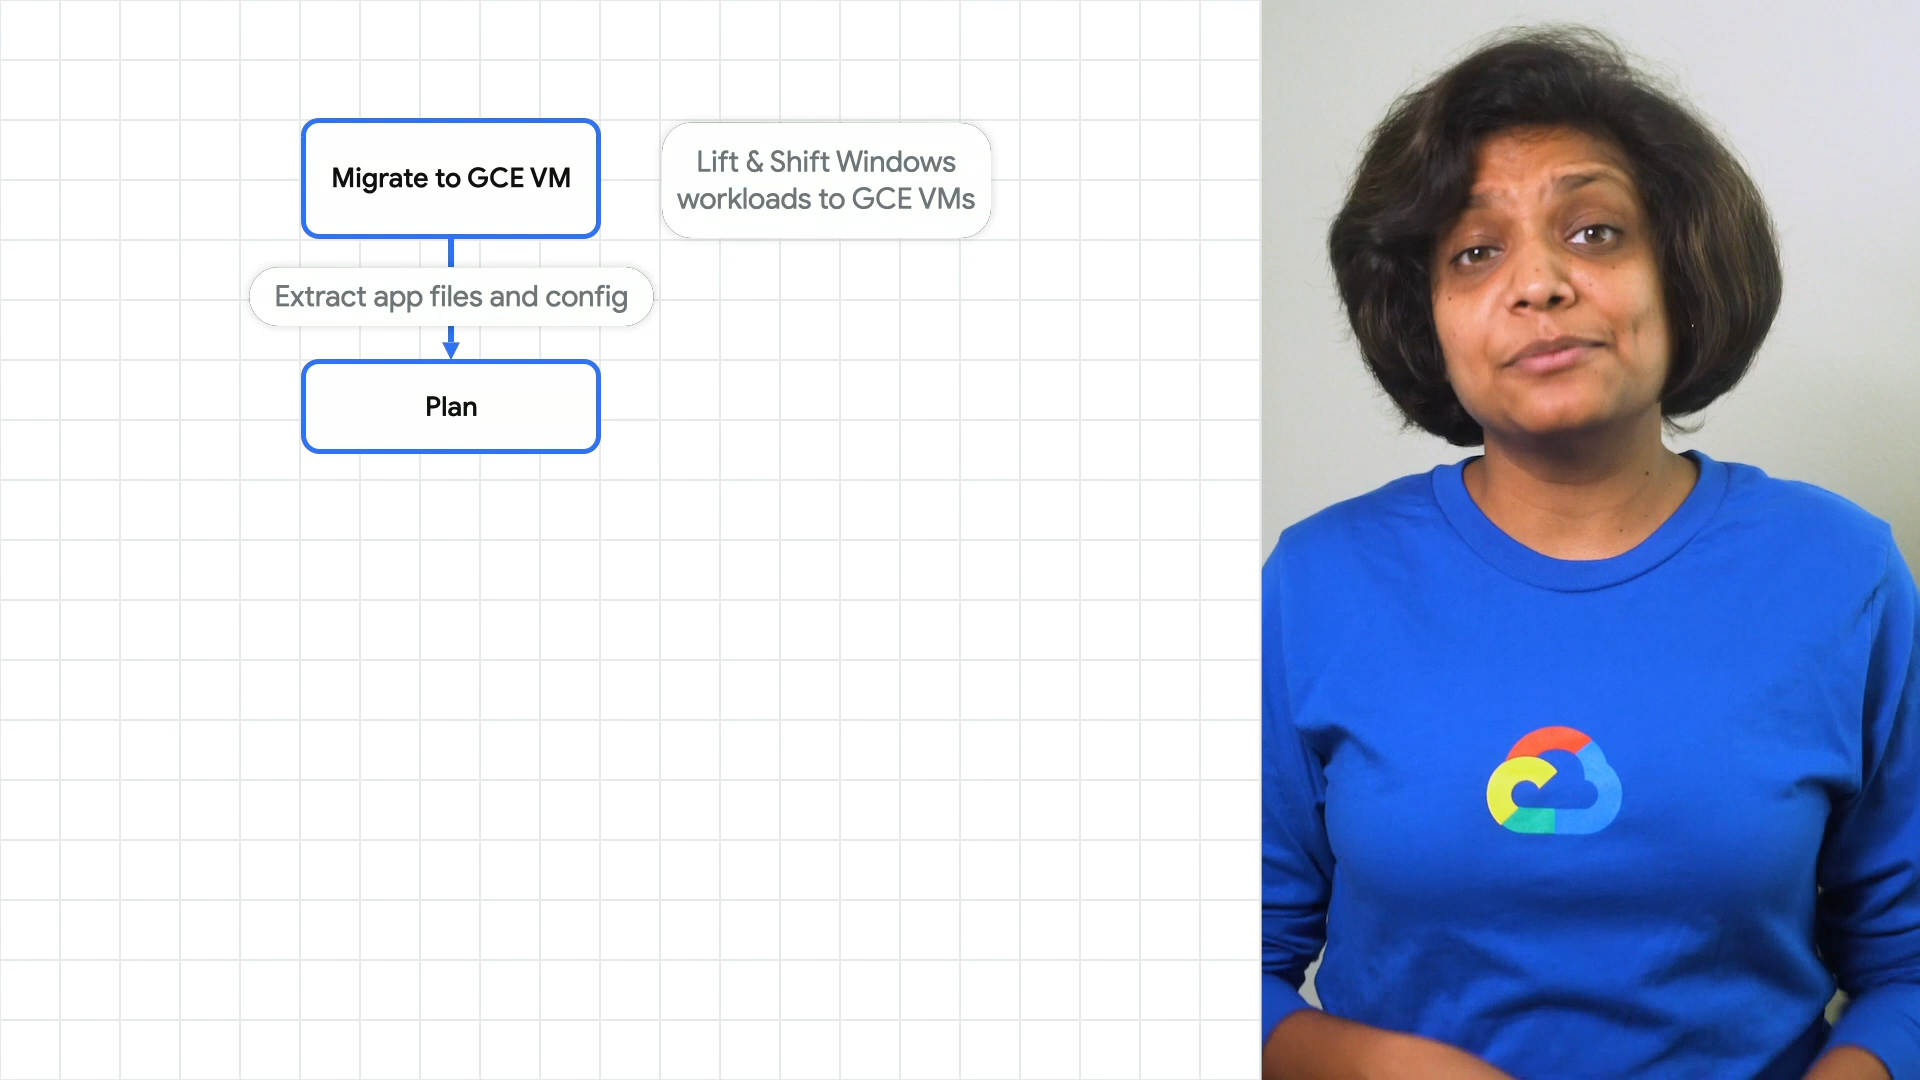 Migrate to GCE VM
Lift & Shift Windows
workloads to GCE VMs
Extract app files and config
Plan